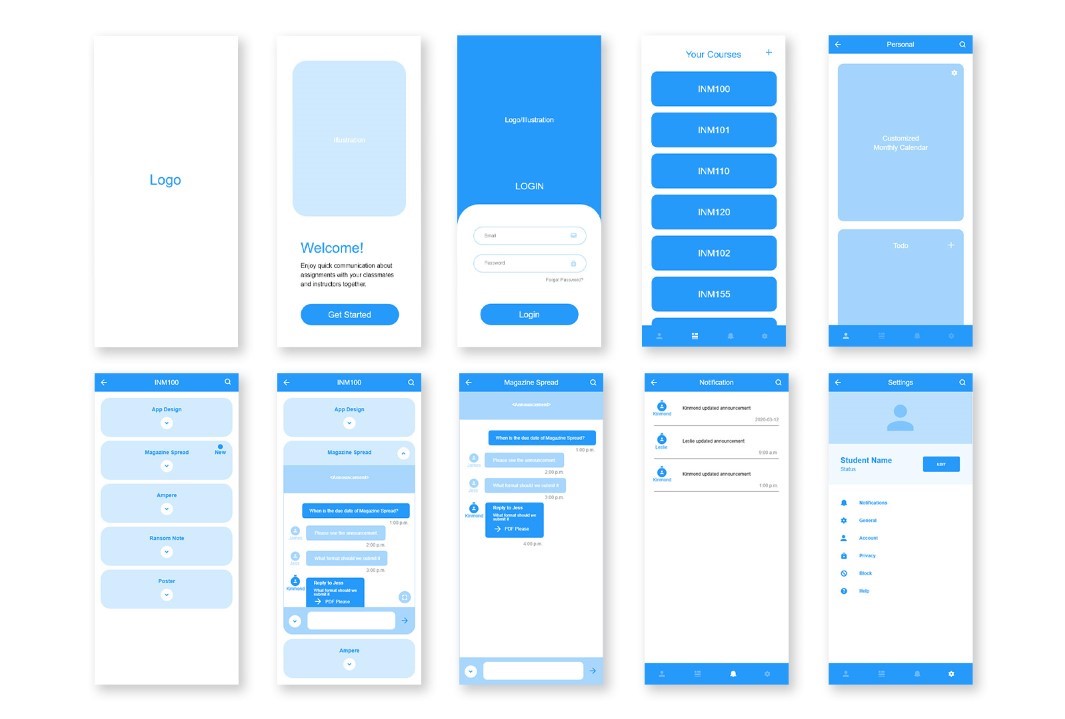 Logo
Illustration
Welcome!
Enjoy quick communication about
assignments with your classmates
and instructors together.
Get Started
Logo/Illustration
LOGIN
Email
Password
Forgot Password?
Login
Your Courses
+
INM100
INM101
INM110
INM120
INM102
INM155
Personal
Customized
Monthly Calendar
Todo
+
INM100
App Design
Magazine Spread
New
Ampere
Ransom Note
Poster
INM100
App Design
Magazine Spread
When is the due date of Magazine Spread?
1:00 p.m
Please see the announcement
2:00 p.m
What format should we submit it
3:00 p.m
Kinmond
Reply to Jess
What format should we
submit it
PDF Please
Ampere
Magazine Spread
When is the due date of Magazine Spread?
1:00 p.m
Please see the announcement
2:00 p.m
What format should we submit it
3:00 p.m
Kinmond
Reply to Jess
What format should we
submit it
PDF Please
4:00 p.m
Notification
Kinmond
Kinmond updated announcement
2020-03-12
Leslie
Leslie updated announcement
9:00 a.m
Kinmond
Kinmond updated announcement
1:00 p.m
Settings
Student Name
Status
EDIT
Notifications
General
Account
Privacy
Block
Help